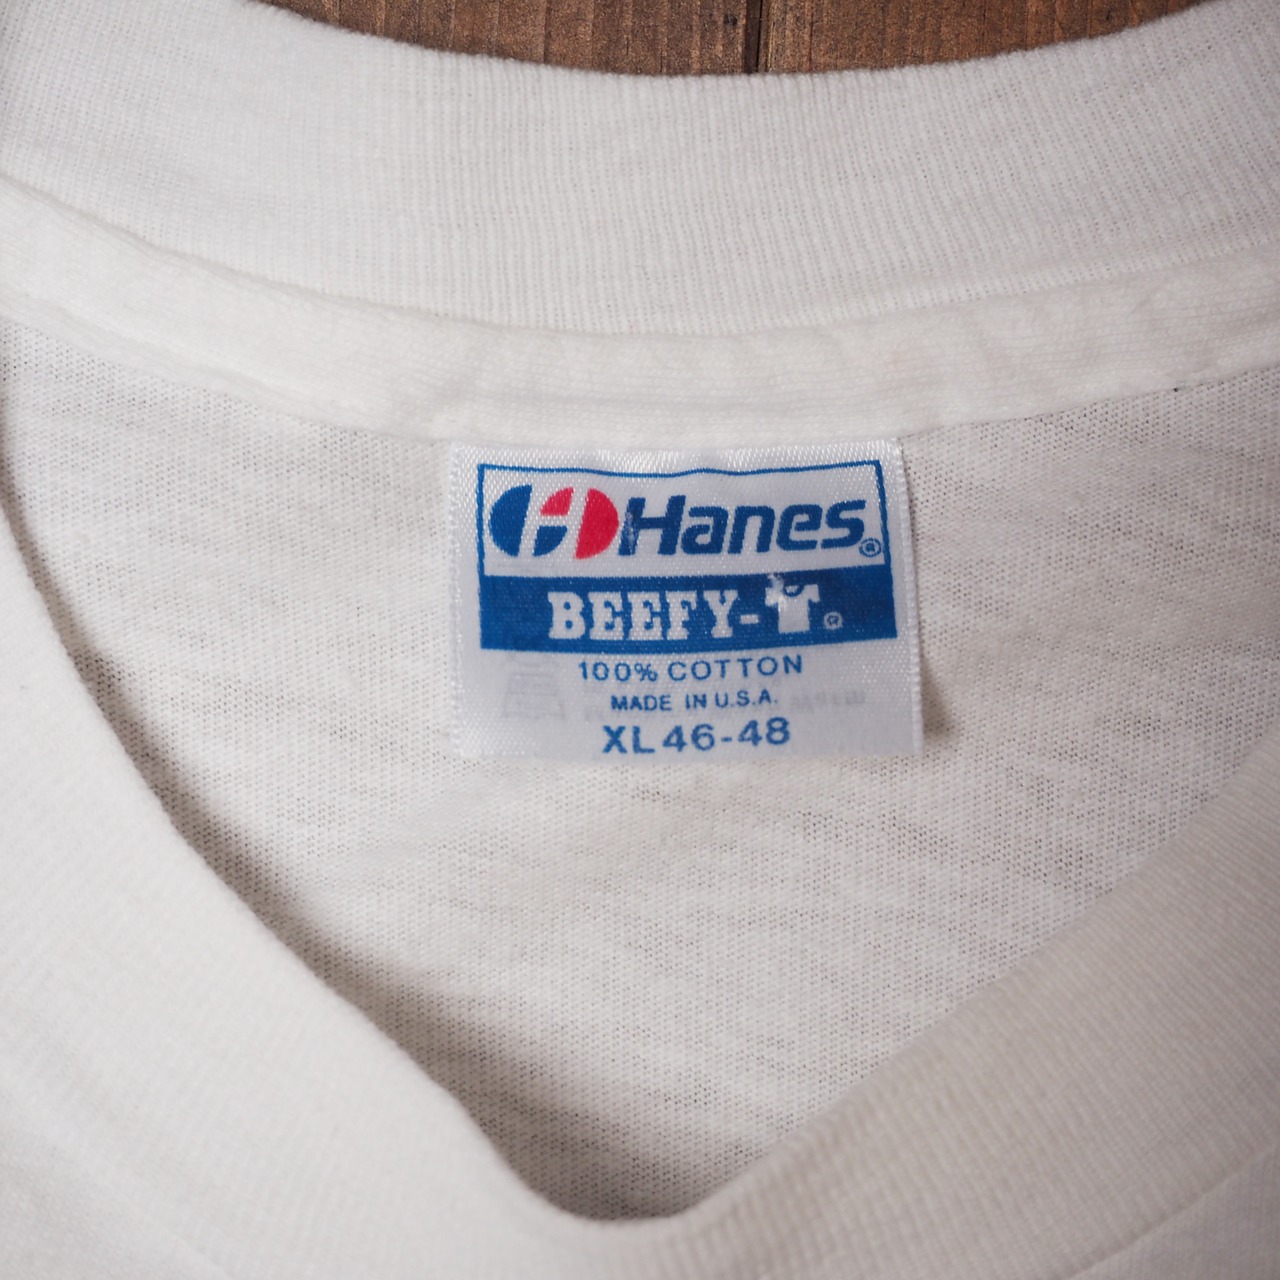 Hanes®
BEEFY-T®
100% COTTON
MADE IN U.S.A.
XL 46-48